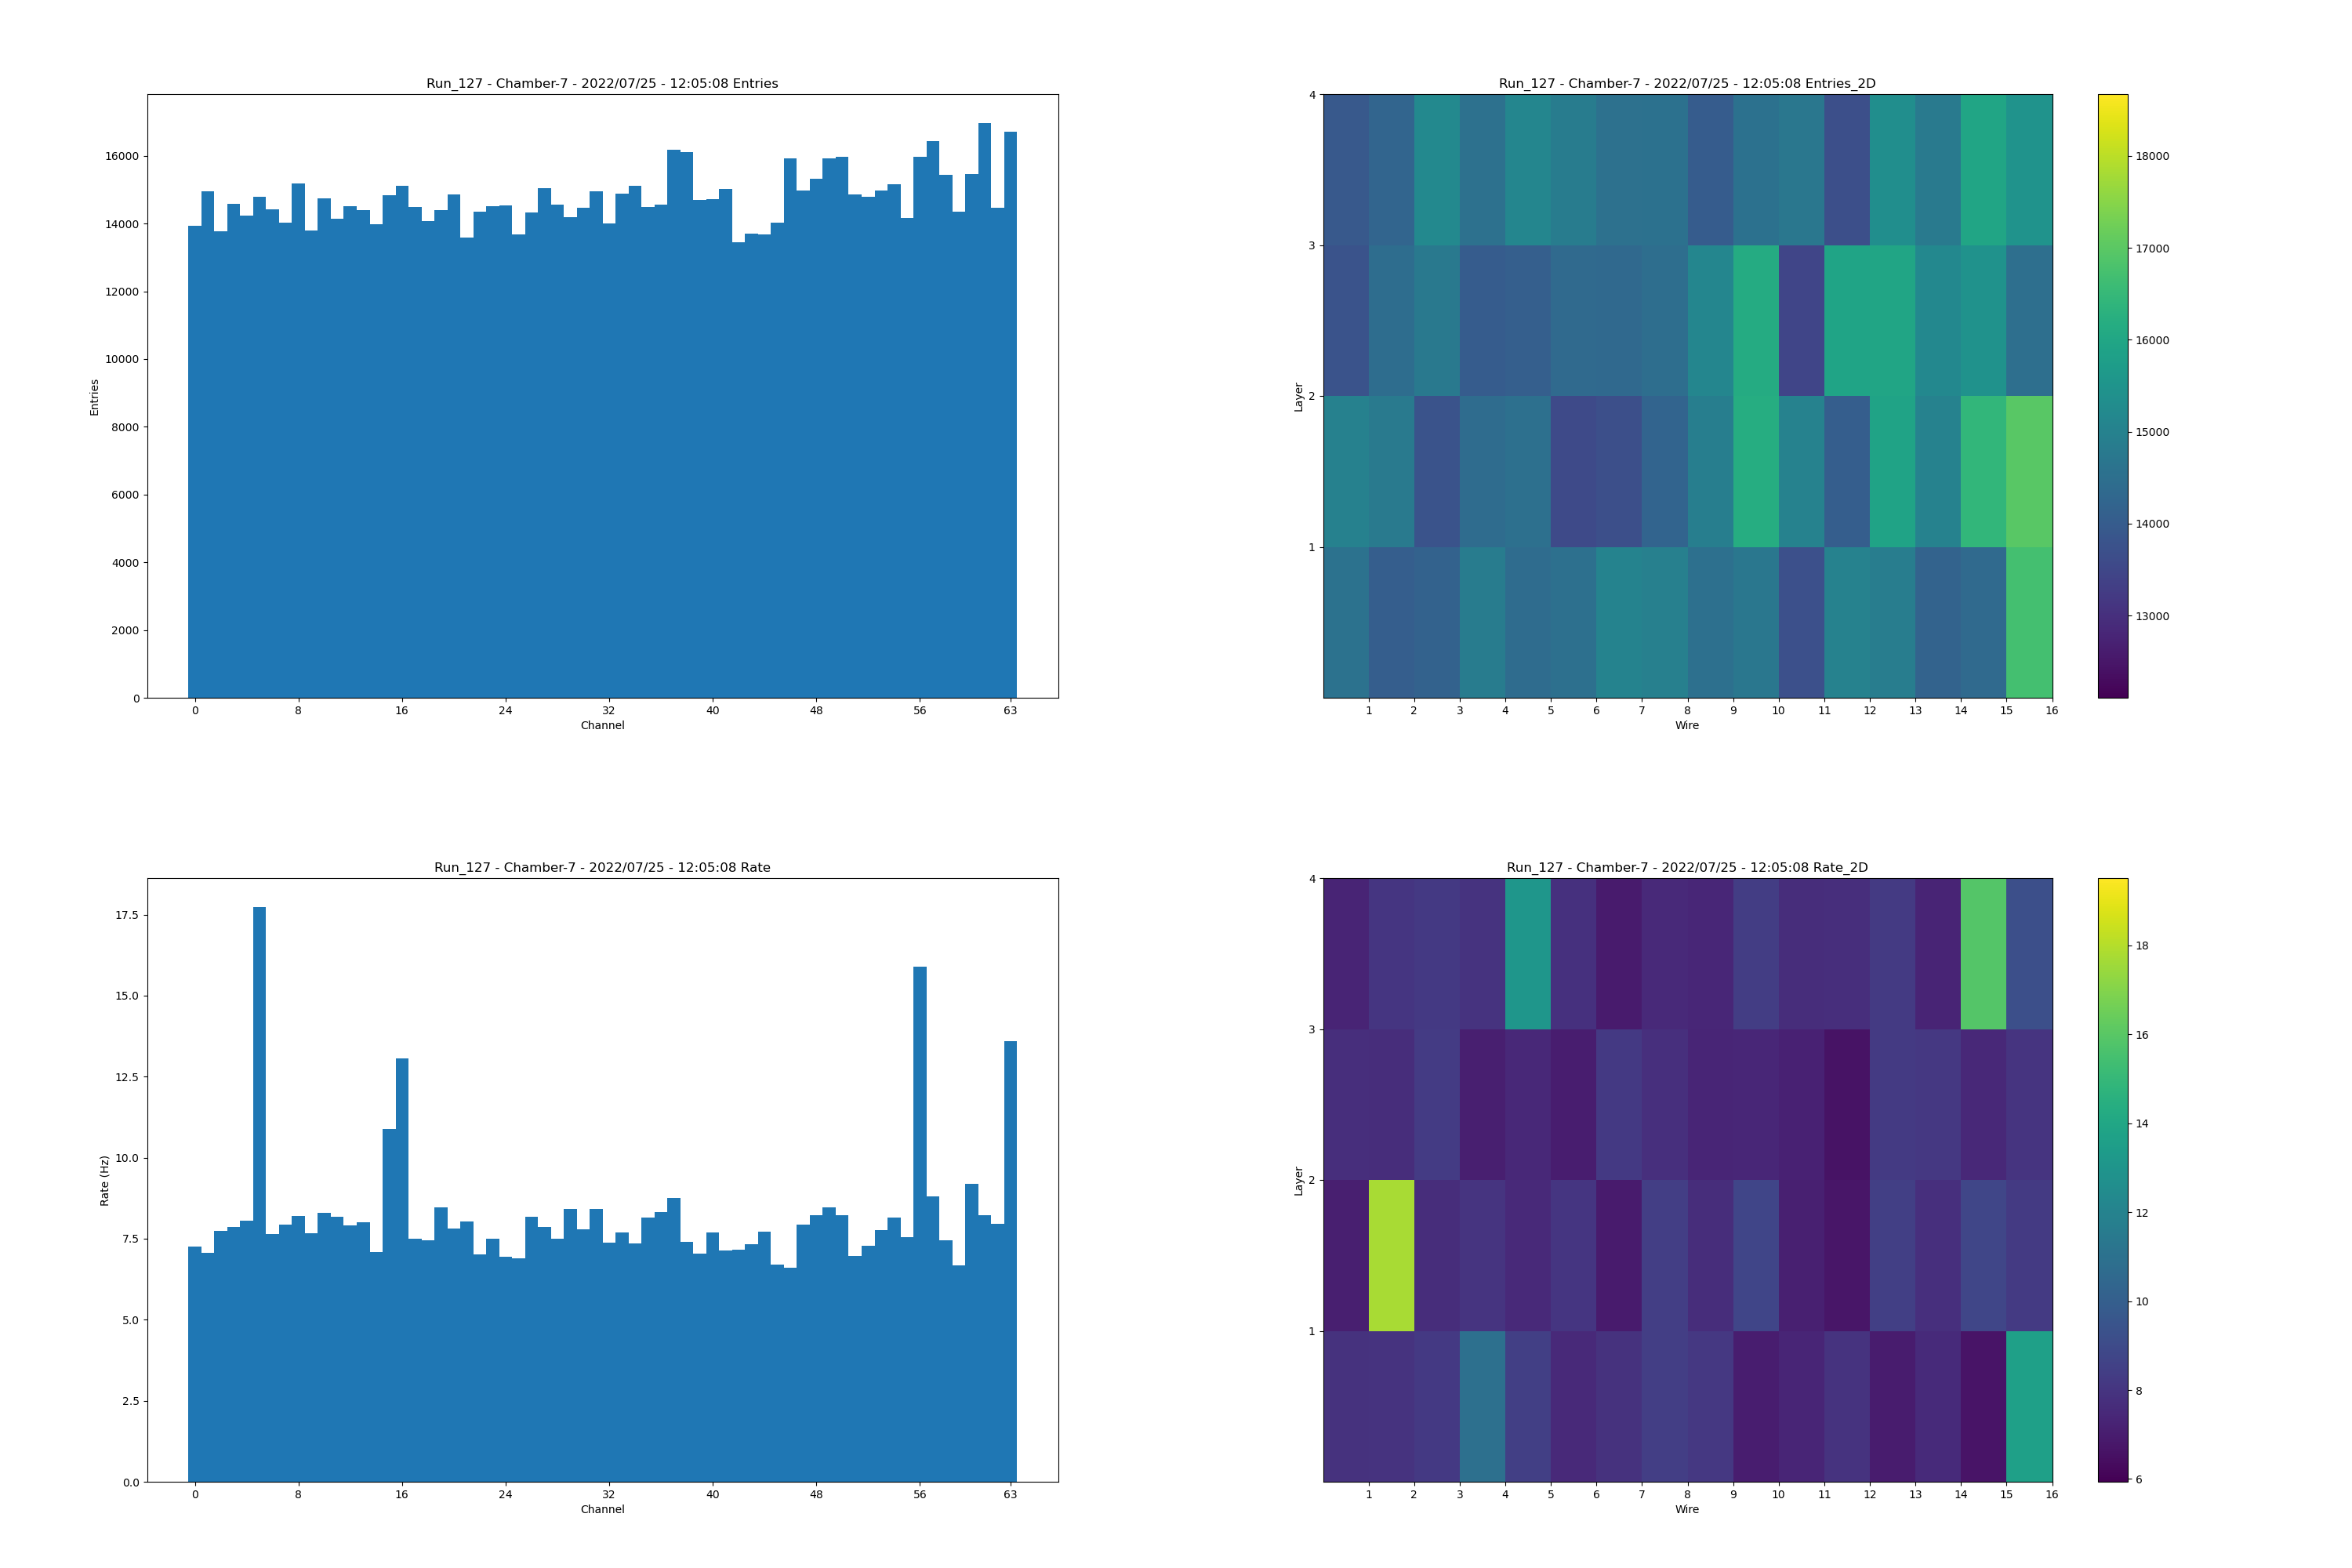 Run_127 - Chamber-7 - 2022/07/25 - 12:05:08 Entries
16000
14000
12000
10000
8000
6000
4000
2000
0
Entries
0 8 16 24 32 40 48 56 63
Channel
Run_127 - Chamber-7 - 2022/07/25 - 12:05:08 Entries_2D
4
3
2
1
Layer
1 2 3 4 5 6 7 8 9 10 11 12 13 14 15 16
Wire
18000
17000
16000
15000
14000
13000
Run_127 - Chamber-7 - 2022/07/25 - 12:05:08 Rate
17.5
15.0
12.5
10.0
7.5
5.0
2.5
0.0
Rate (Hz)
0 8 16 24 32 40 48 56 63
Channel
Run_127 - Chamber-7 - 2022/07/25 - 12:05:08 Rate_2D
4
3
2
1
Layer
1 2 3 4 5 6 7 8 9 10 11 12 13 14 15 16
Wire
18
16
14
12
10
8
6